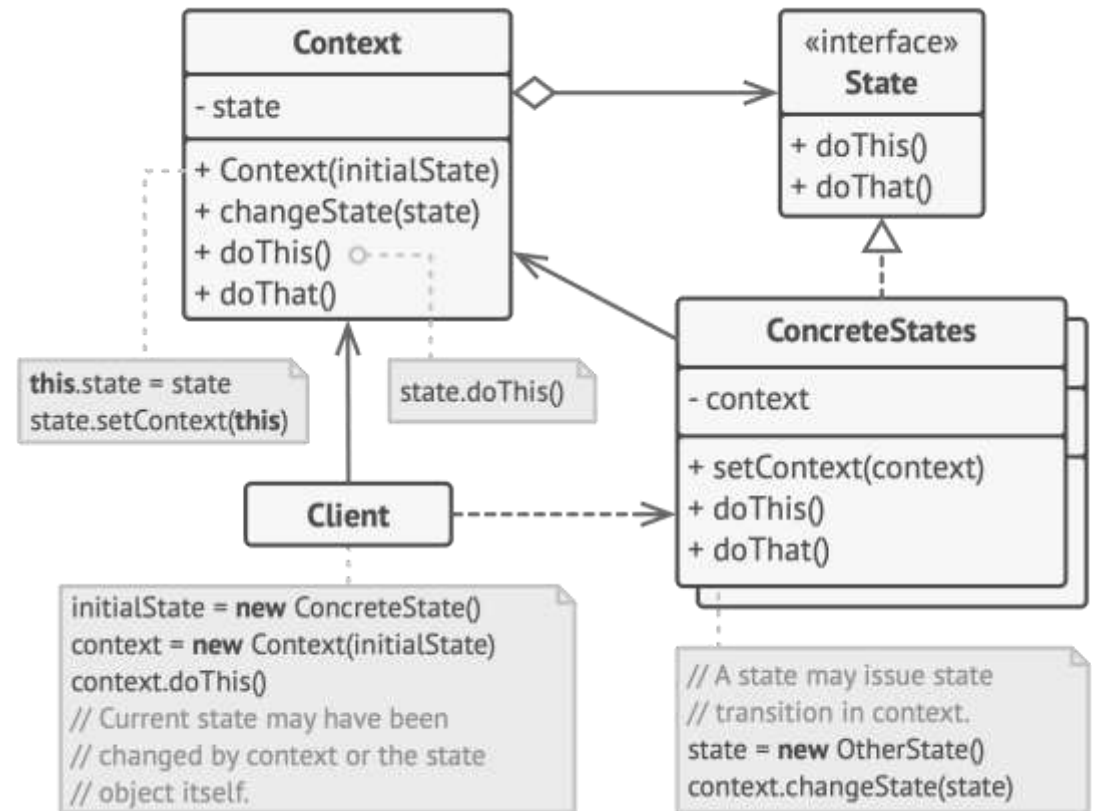 Context
- state
+ Context(initialState)
+ changeState(state)
+ doThis()
+ doThat()
«interface»
State
+ doThis()
+ doThat()
this.state = state
state.setContext(this)
state.doThis()
ConcreteStates
- context
+ setContext(context)
+ doThis()
+ doThat()
Client
initialState = new ConcreteState()
context = new Context(initialState)
context.doThis()
// Current state may have been
// changed by context or the state
// object itself.
// A state may issue state
// transition in context.
state = new OtherState()
context.changeState(state)